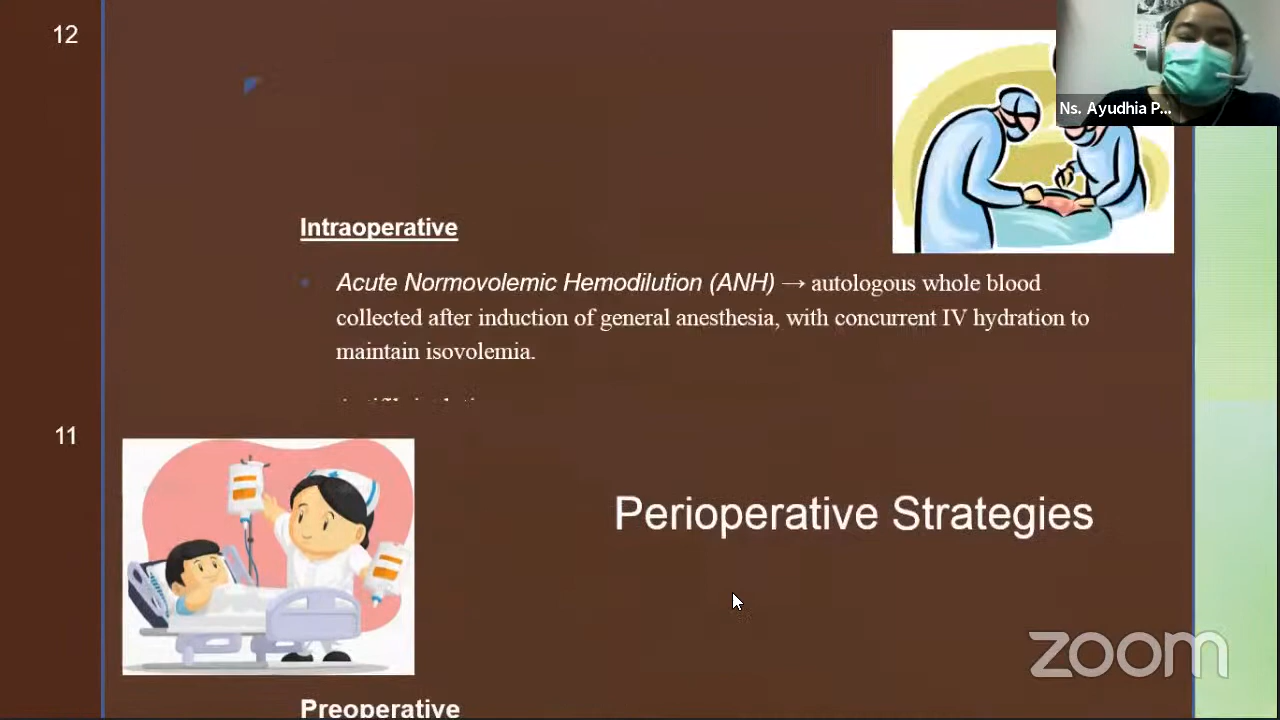 12
Ns. Ayudhia P...
Intraoperative
Acute Normovolemic Hemodilution (ANH) → autologous whole blood
collected after induction of general anesthesia, with concurrent IV hydration to
maintain isovolemia.
11
Perioperative Strategies
zoom
Preoperative